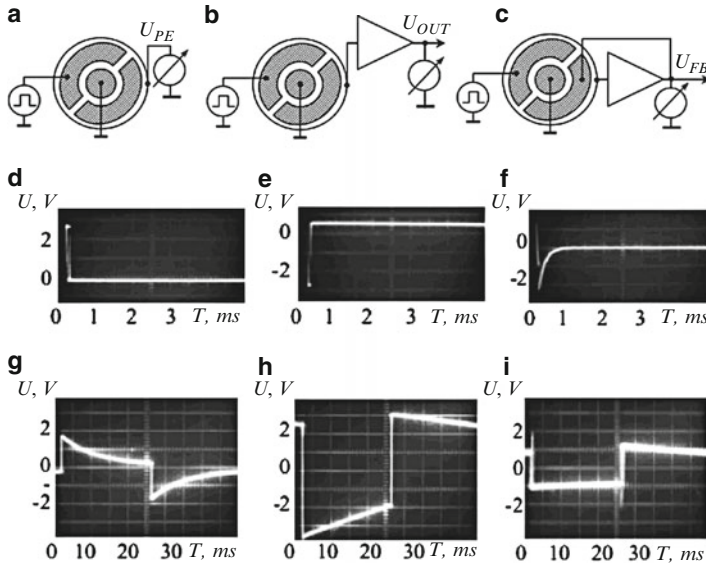 a
U_PE
b
U_OUT
c
U_FB
d
U, V
2
0
0 1 2 3 T, ms
e
U, V
0
-2
0 1 2 3 T, ms
f
U, V
0
-2
0 1 2 3 T, ms
g
U, V
2
0
-
-2
0 10 20 30 T, ms
h
U, V
2
0
-2
0 10 20 30 T, ms
i
U, V
2
0
-2
0 10 20 30 T, ms